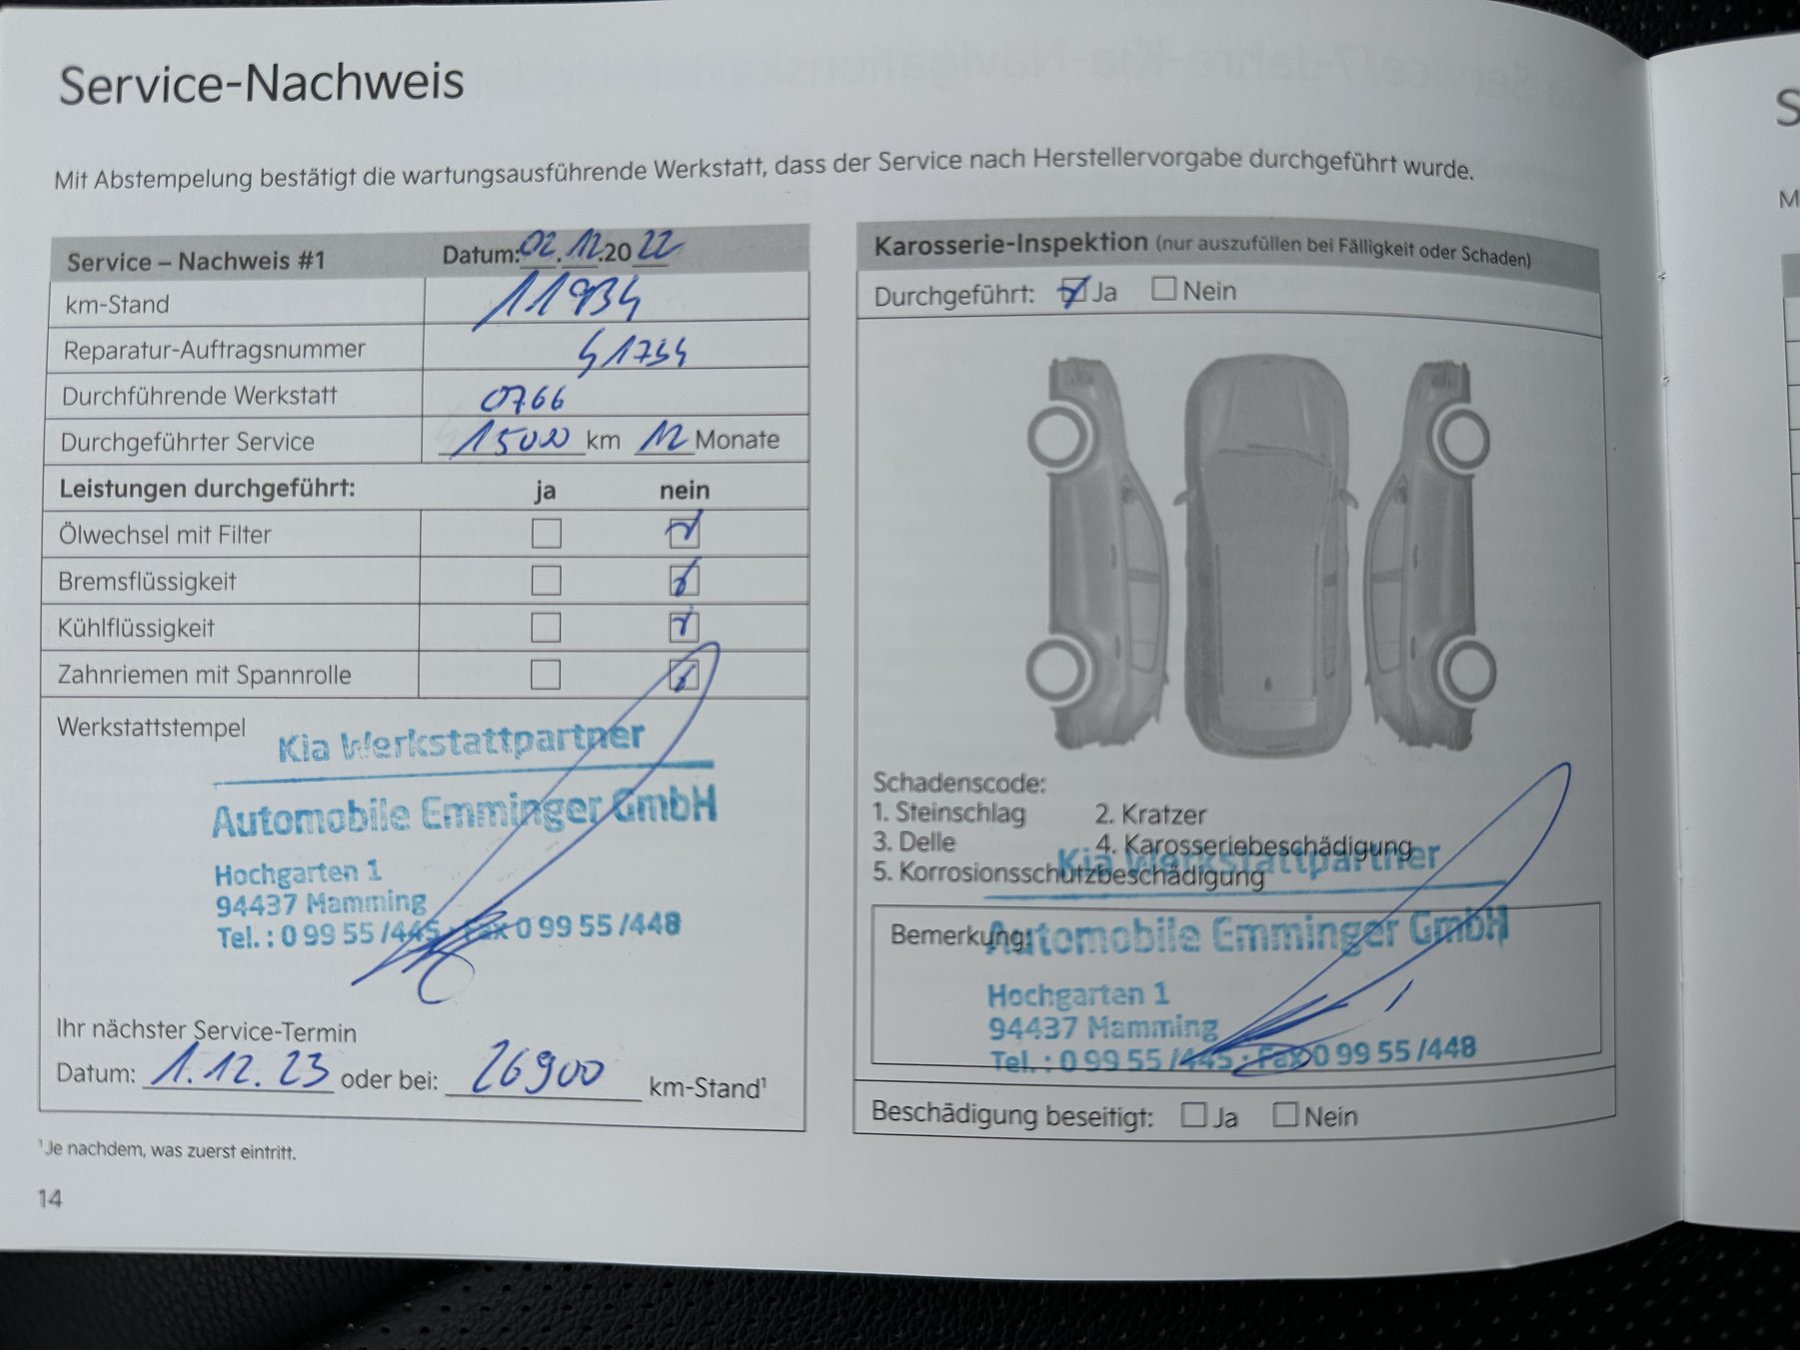 Service-Nachweis
Mit Abstempelung bestätigt die wartungsausführende Werkstatt, dass der Service nach Herstellervorgabe durchgeführt wurde.
Service – Nachweis #1 Datum: 02.12.2022
km-Stand 11934
Reparatur-Auftragsnummer
Durchführende Werkstatt 0766
Durchgeführter Service 15000 km 12 Monate
Leistungen durchgeführt: ja nein
Ölwechsel mit Filter
Bremsflüssigkeit
Kühlflüssigkeit
Zahnriemen mit Spannrolle
Werkstattstempel
Kia Werkstattpartner
Automobile Emminger GmbH
Hochgarten 1
94437 Mamming
Tel.: 0 99 55 /445 · Fax 0 99 55 /448
Ihr nächster Service-Termin
Datum: 1.12.23 oder bei: 26900 km-Stand¹
¹Je nachdem, was zuerst eintritt.
14
Karosserie-Inspektion (nur auszufüllen bei Fälligkeit oder Schaden)
Durchgeführt: Ja Nein
Schadenscode:
1. Steinschlag 2. Kratzer
3. Delle 4. Karosseriebeschädigung
5. Korrosionsschutzbeschädigung
Kia Werkstattpartner
Bemerkung:
Automobile Emminger GmbH
Hochgarten 1
94437 Mamming
Tel.: 0 99 55 /445 · Fax 0 99 55 /448
Beschädigung beseitigt: Ja Nein